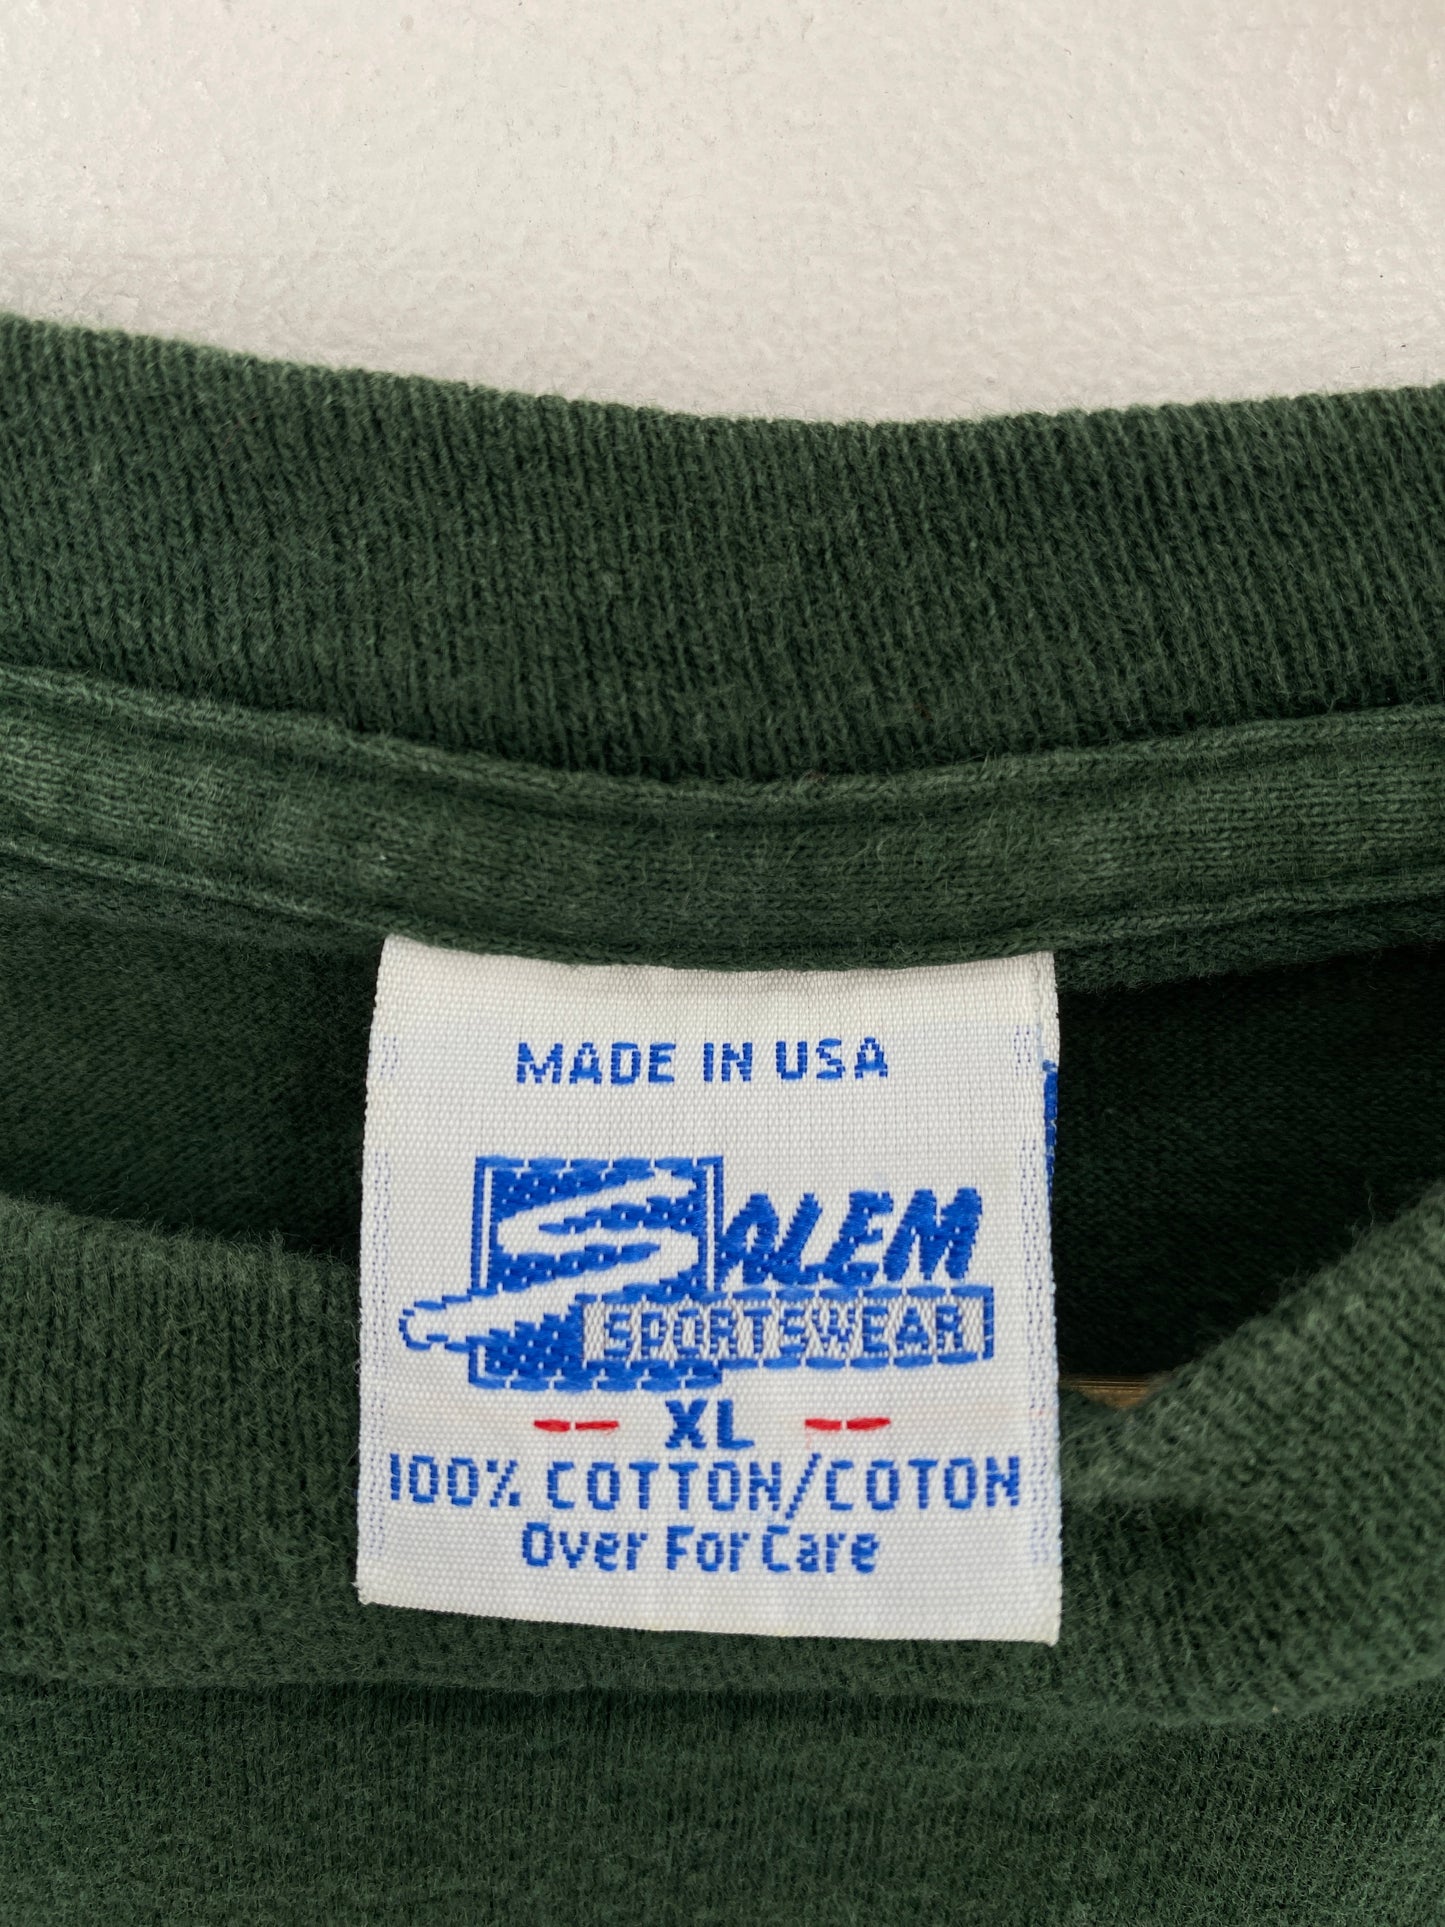 MADE IN USA
SALEM
SPORTSWEAR
XL
100% COTTON/COTON
Over For Care